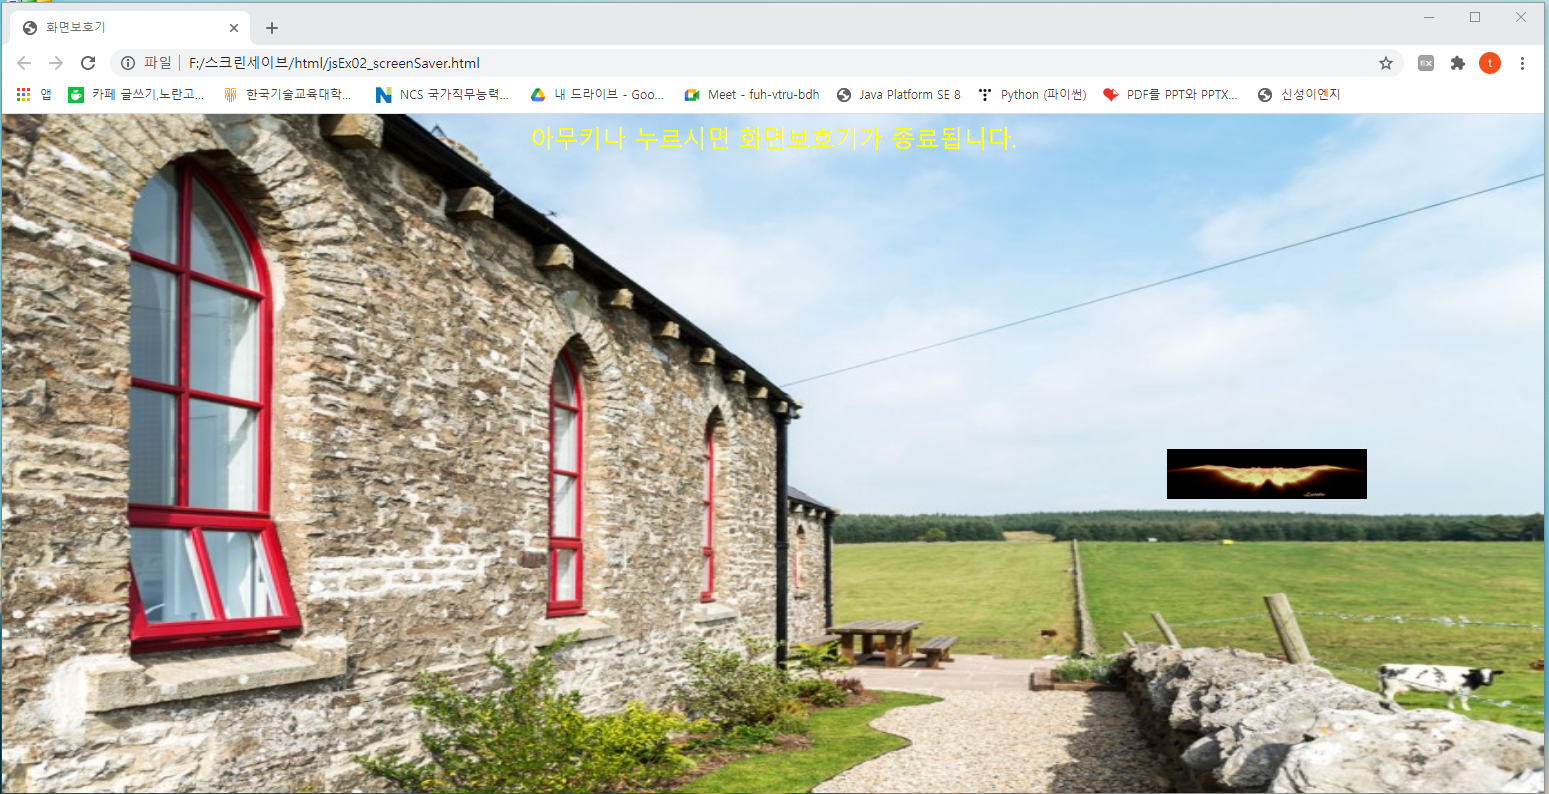 화면보호기
파일 F:/스크린세이브/html/jsEx02_screenSaver.html
EX
t
앱 카페 글쓰기,노란고... 한국기술교육대학... NCS 국가직무능력... 내 드라이브 - Goo... Meet - fuh-vtru-bdh Java Platform SE 8 Python (파이썬) PDF를 PPT와 PPTX... 신성이엔지
아무키나 누르시면 화면보호기가 종료됩니다.